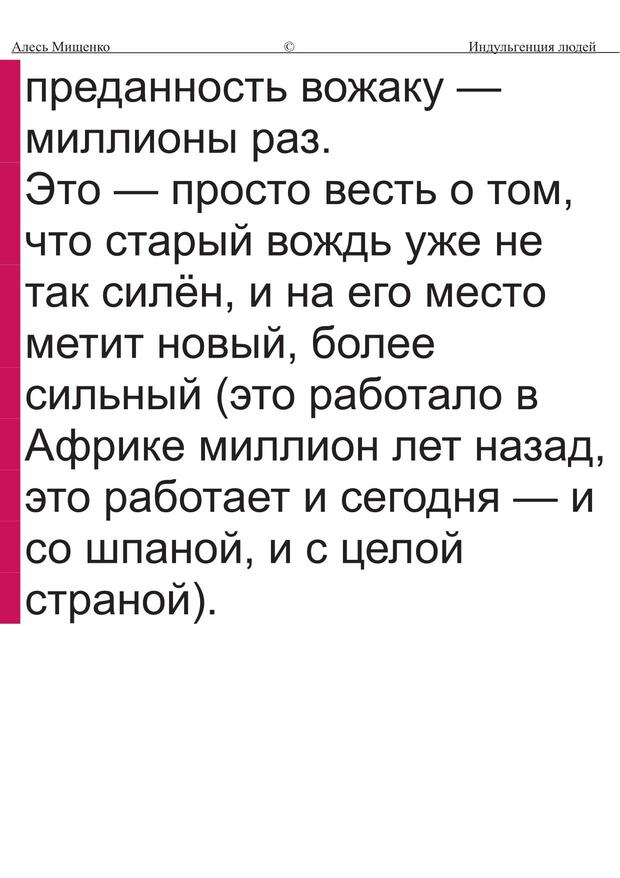 Алесь Мищенко © Индульгенция людей
преданность вожаку —
миллионы раз.
Это — просто весть о том,
что старый вождь уже не
так силён, и на его место
метит новый, более
сильный (это работало в
Африке миллион лет назад,
это работает и сегодня — и
со шпаной, и с целой
страной).